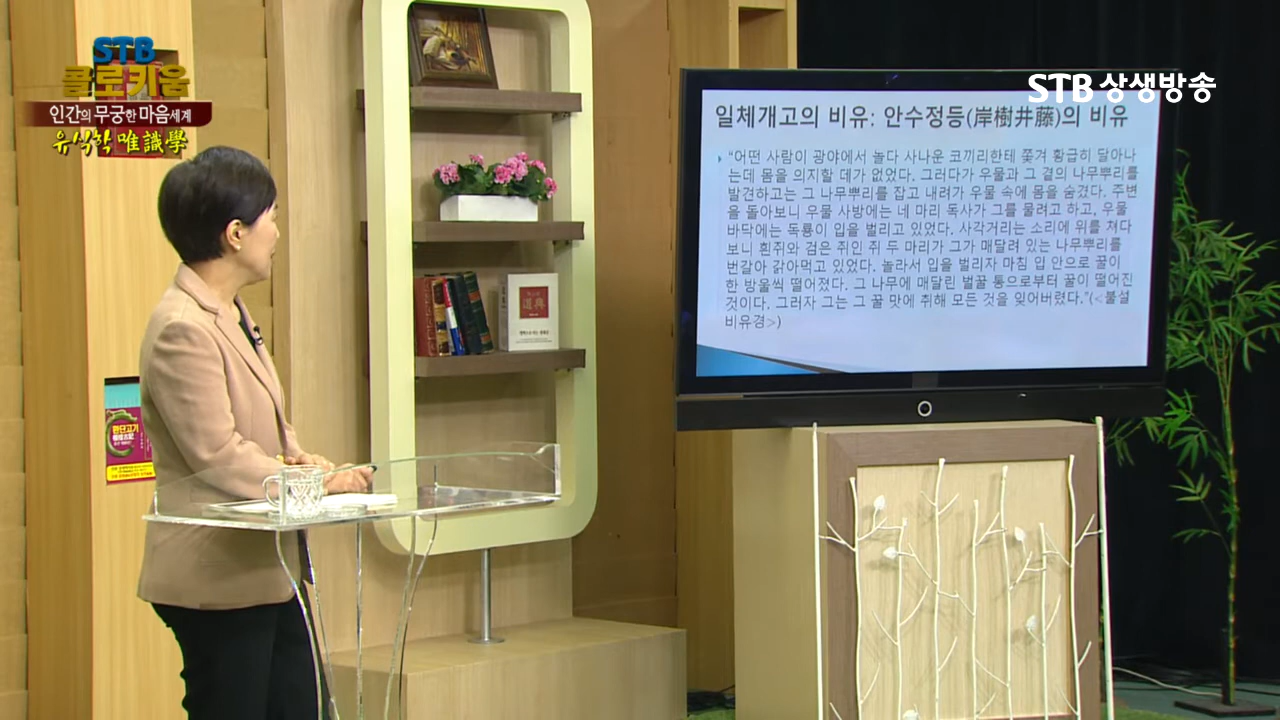 STB
콜로키움
인간의 무궁한 마음세계
유식학 唯識學
STB 상생방송
일체개고의 비유: 안수정등(岸樹井藤)의 비유
“어떤 사람이 광야에서 놀다 사나운 코끼리한테 쫓겨 황급히 달아나
는데 몸을 의지할 데가 없었다. 그러다가 우물과 그 곁의 나무뿌리를
발견하고는 그 나무뿌리를 잡고 내려가 우물 속에 몸을 숨겼다. 주변
을 돌아보니 우물 사방에는 네 마리 독사가 그를 물려고 하고, 우물
바닥에는 독룡이 입을 벌리고 있었다. 사각거리는 소리에 위를 쳐다
보니 흰쥐와 검은 쥐인 쥐 두 마리가 그가 매달려 있는 나무뿌리를
번갈아 갉아먹고 있었다. 놀라서 입을 벌리자 마침 입 안으로 꿀이
한 방울씩 떨어졌다. 그 나무에 매달린 벌꿀 통으로부터 꿀이 떨어진
것이다. 그러자 그는 그 꿀 맛에 취해 모든 것을 잊어버렸다.”(<불설
비유경>)
道典
환단고기